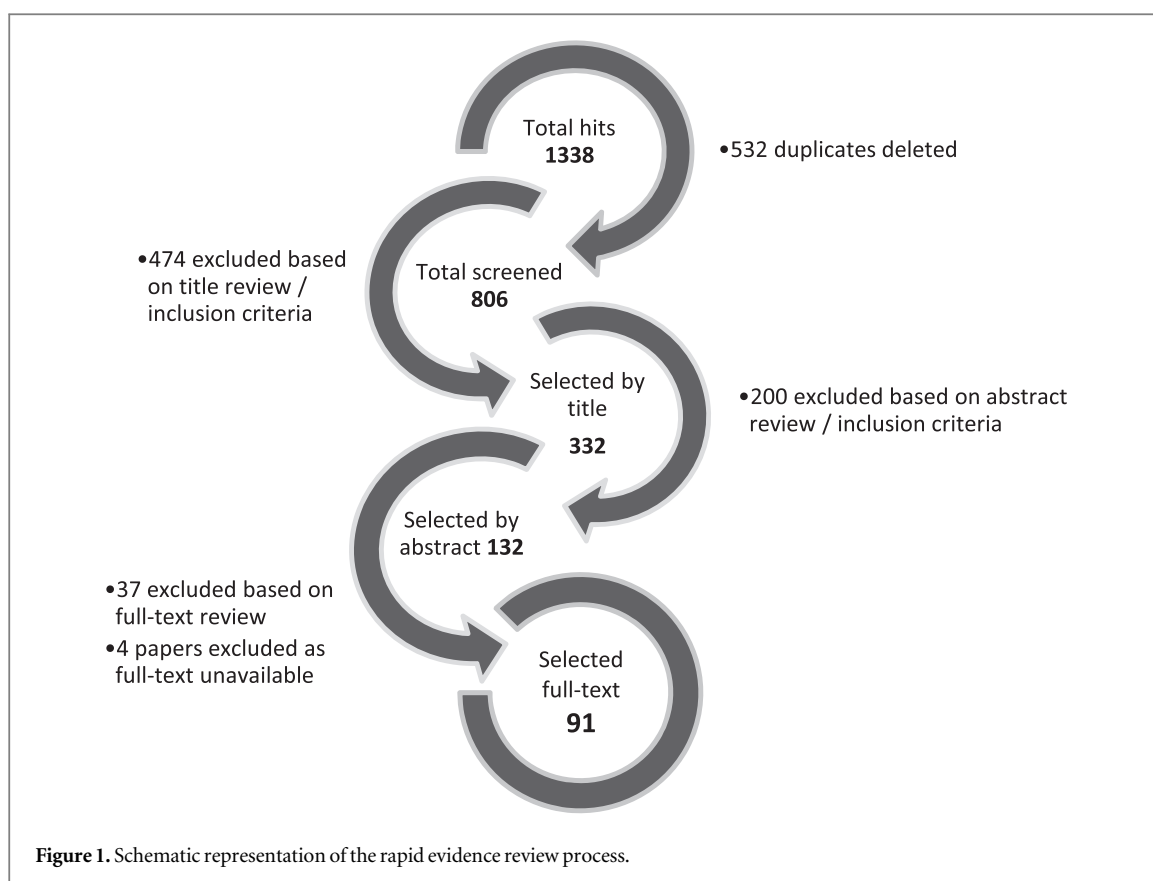 Total hits
1338
•532 duplicates deleted
•474 excluded based
on title review /
inclusion criteria
Total screened
806
Selected by
title
332
•200 excluded based on abstract
review / inclusion criteria
Selected by
abstract 132
•37 excluded based on
full-text review
•4 papers excluded as
full-text unavailable
Selected
full-text
91
Figure 1. Schematic representation of the rapid evidence review process.